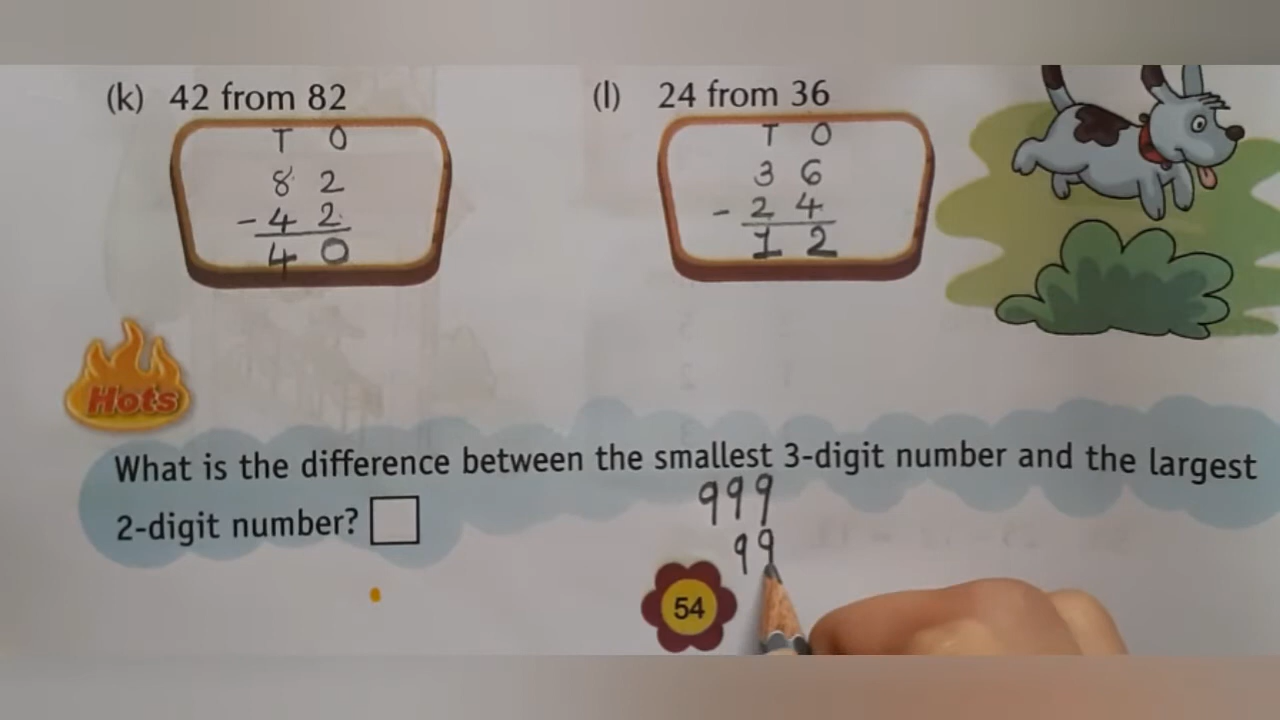 (k) 42 from 82
T O
8 2
- 4 2
4 0
(l) 24 from 36
T O
3 6
- 2 4
1 2
Hots
What is the difference between the smallest 3-digit number and the largest
2-digit number?
999
99
54